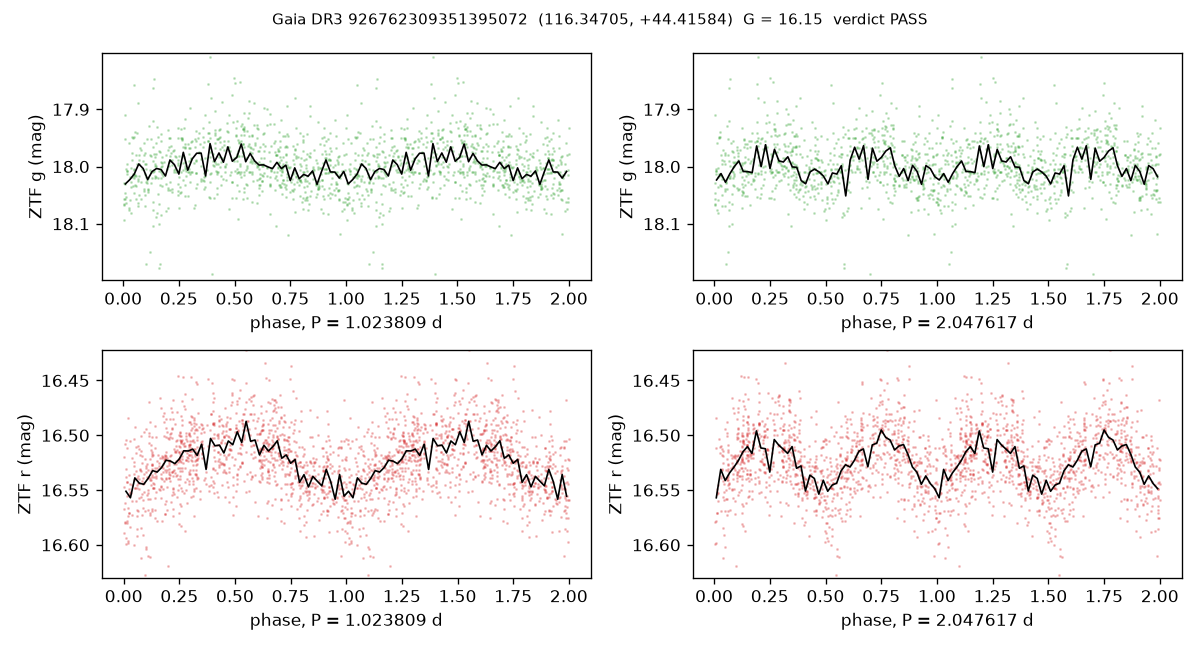 Gaia DR3 926762309351395072 (116.34705, +44.41584) G = 16.15 verdict PASS
ZTF g (mag)
17.9
18.0
18.1
0.00 0.25 0.50 0.75 1.00 1.25 1.50 1.75 2.00
phase, P = 1.023809 d
ZTF g (mag)
17.9
18.0
18.1
0.00 0.25 0.50 0.75 1.00 1.25 1.50 1.75 2.00
phase, P = 2.047617 d
ZTF r (mag)
16.45
16.50
16.55
16.60
0.00 0.25 0.50 0.75 1.00 1.25 1.50 1.75 2.00
phase, P = 1.023809 d
ZTF r (mag)
16.45
16.50
16.55
16.60
0.00 0.25 0.50 0.75 1.00 1.25 1.50 1.75 2.00
phase, P = 2.047617 d